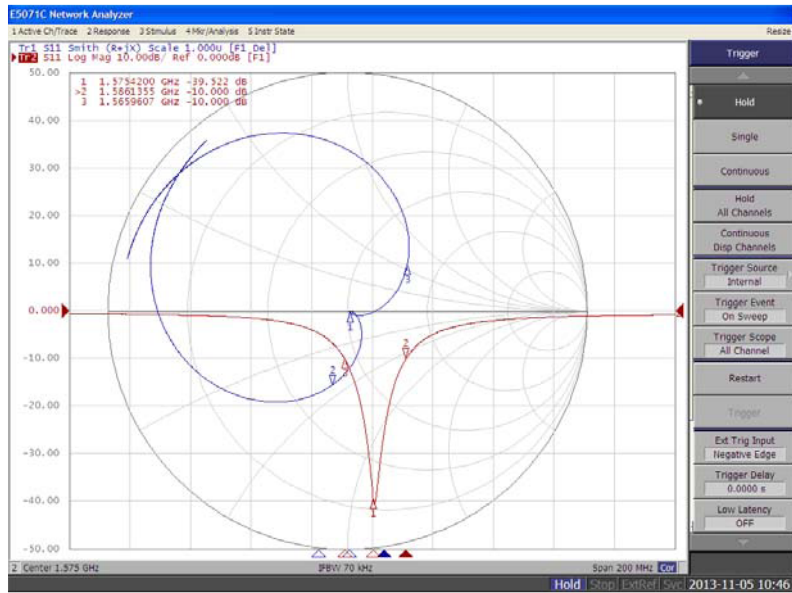 E5071C Network Analyzer
1 Active Ch/Trace 2 Response 3 Stimulus 4 Mkr/Analysis 5 Instr State
Resize
Tr1 S11 Smith (R+jX) Scale 1.000U [F1 Del]
Tr2 S11 Log Mag 10.00dB/ Ref 0.000dB [F1]
50.00
1 1.5754200 GHz -39.522 dB
>2 1.5861355 GHz -10.000 dB
3 1.5659607 GHz -10.000 dB
40.00
30.00
20.00
10.00
0.000
-10.00
-20.00
-30.00
-40.00
-50.00
3
1
2
2
3
1
Trigger
Hold
Single
Continuous
Hold
All Channels
Continuous
Disp Channels
Trigger Source
Internal
Trigger Event
On Sweep
Trigger Scope
All Channel
Restart
Trigger
Ext Trig Input
Negative Edge
Trigger Delay
0.0000 s
Low Latency
OFF
2 Center 1.575 GHz IFBW 70 kHz Span 200 MHz Cor
Hold Stop ExtRef Svc 2013-11-05 10:46